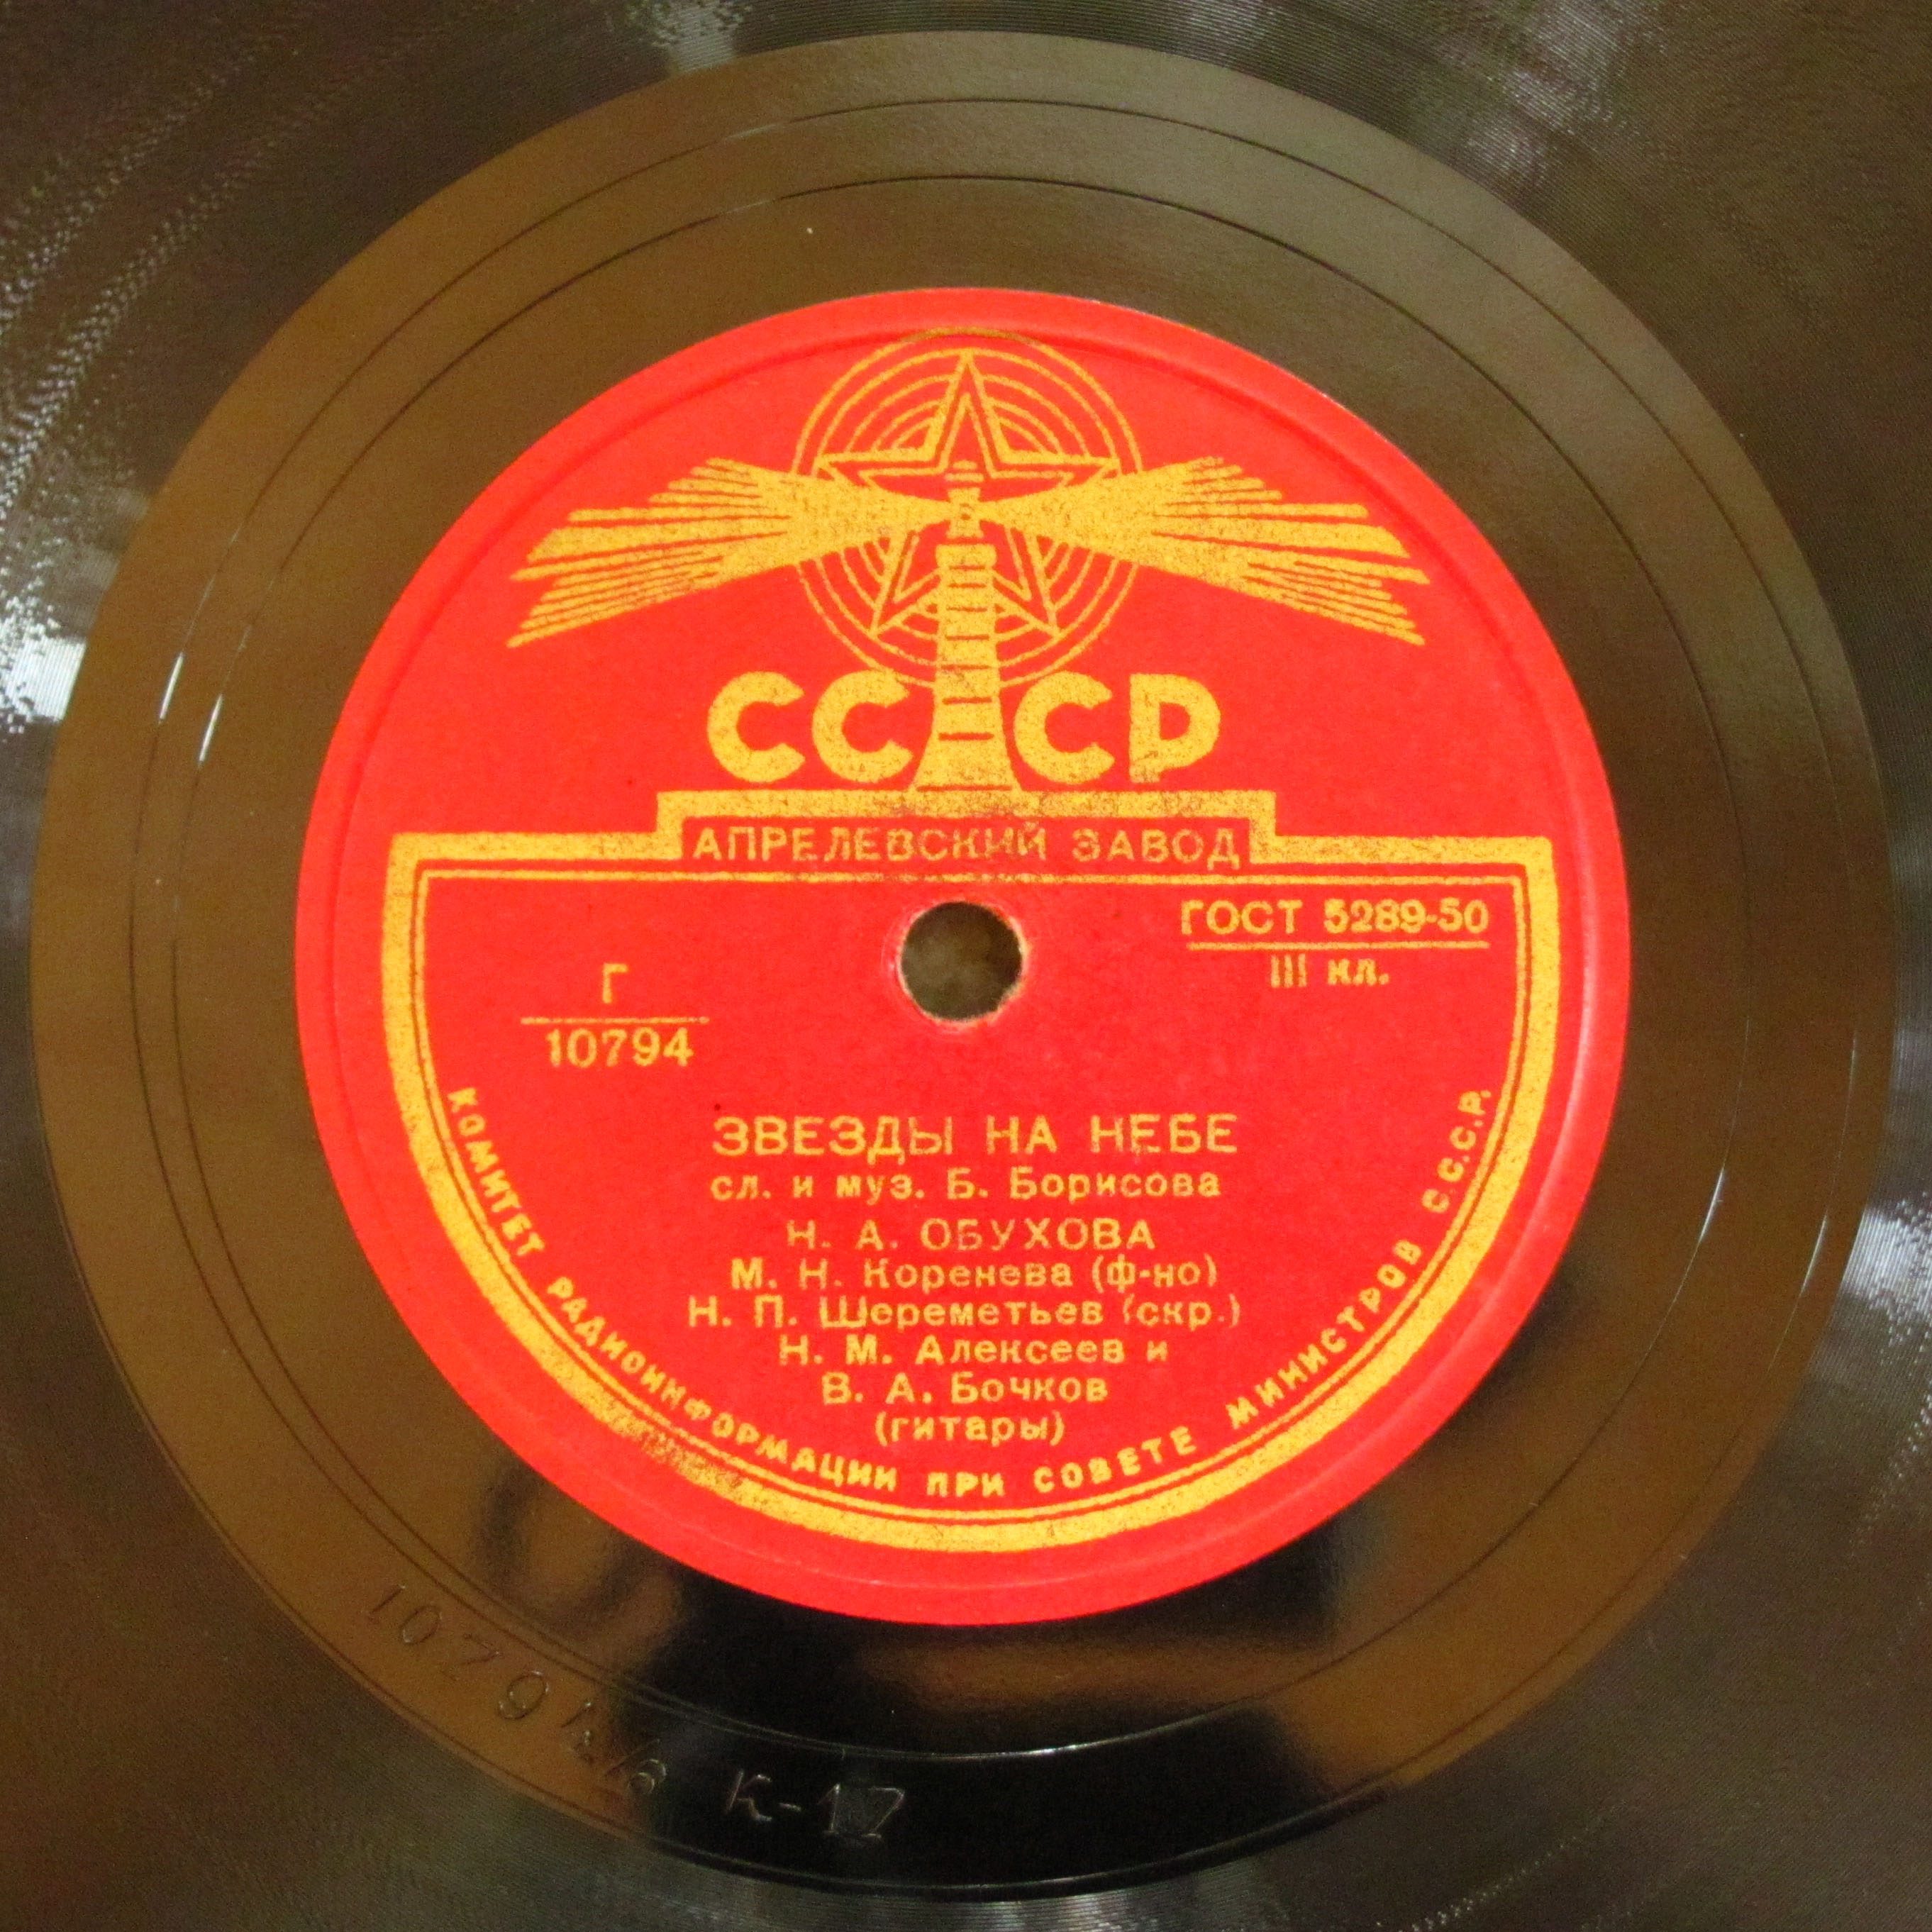 СССР
АПРЕЛЕВСКИЙ ЗАВОД
ГОСТ 5289-50
III кл.
Г
10794
ЗВЕЗДЫ НА НЕБЕ
сл. и муз. Б. Борисова
Н. А. ОБУХОВА
М. Н. Коренева (ф-но)
Н. П. Шереметьев (скр.)
Н. М. Алексеев и
В. А. Бочков
(гитары)
КОМИТЕТ РАДИОИНФОРМАЦИИ ПРИ СОВЕТЕ МИНИСТРОВ С.С.С.Р.
К-17